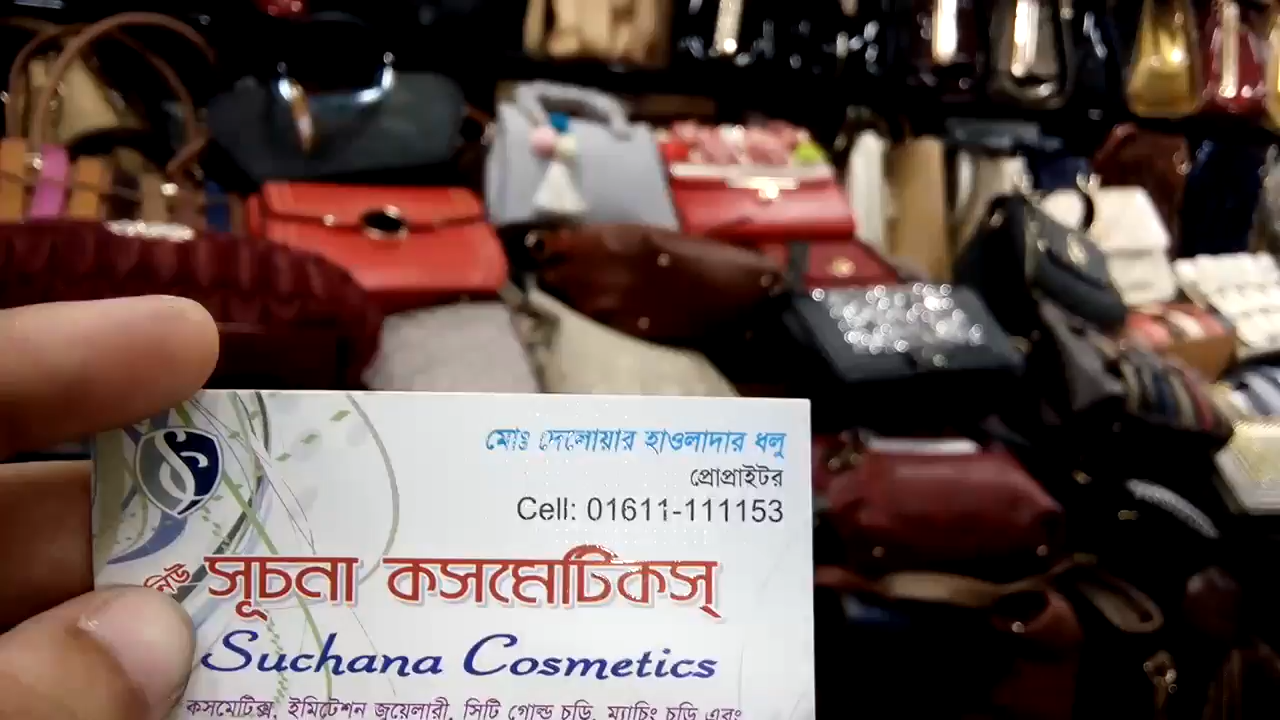 মোঃ দেলোয়ার হাওলাদার ধলু
প্রোপ্রাইটর
Cell: 01611-111153
নিউ সূচনা কসমেটিকস্
Suchana Cosmetics
কসমেটিক্স, ইমিটেশন জুয়েলারী, সিটি গোল্ড চুড়ি, ম্যাচিং চুড়ি এবং